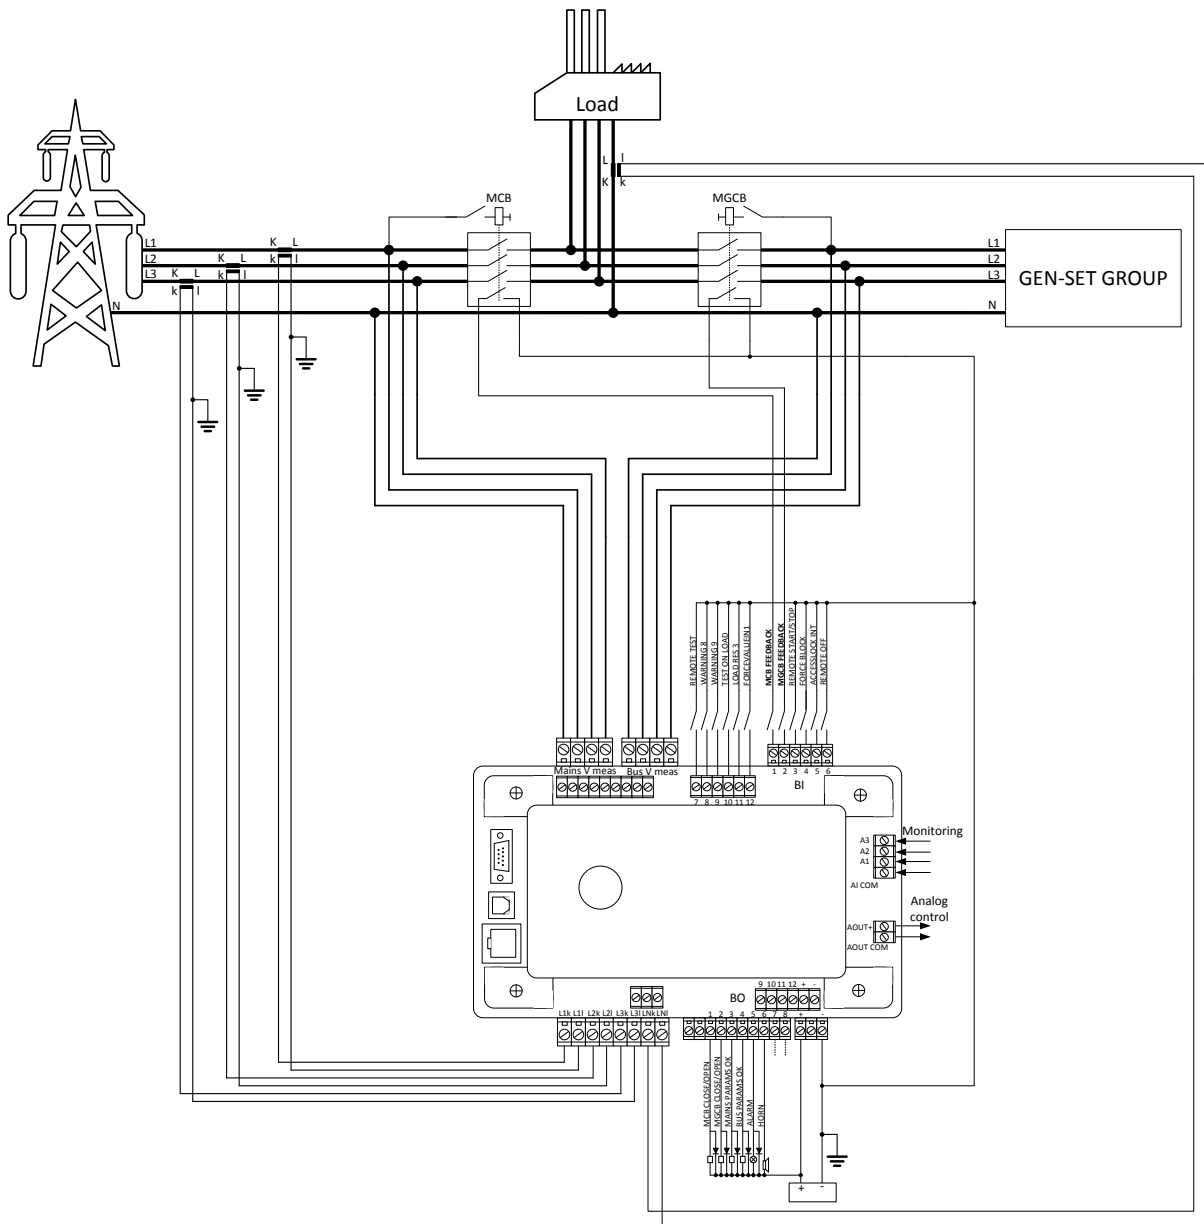 Load
L l
K k
MCB
MGCB
L1
L2
L3
N
K L
k l
K L
k l
K L
k l
L1
L2
L3
N
GEN-SET GROUP
REMOTE TEST
WARNING 8
WARNING 9
TEST ON LOAD
LOAD RES 3
FORCEVALUEIN1
MCB FEEDBACK
MGCB FEEDBACK
REMOTE START/STOP
FORCE BLOCK
ACCESSLOCK INT
REMOTE OFF
Mains V meas
Bus V meas
1 2 3 4 5 6
BI
7 8 9 10 11 12
Monitoring
A3
A2
A1
AI COM
Analog
control
AOUT+
AOUT COM
9 10 11 12 + -
BO
L1k L1l L2k L2l L3k L3l LNk LNl
1 2 3 4 5 6 7 8 + -
MCB CLOSE/OPEN
MGCB CLOSE/OPEN
MAINS PARAMS OK
BUS PARAMS OK
ALARM
HORN
+ -